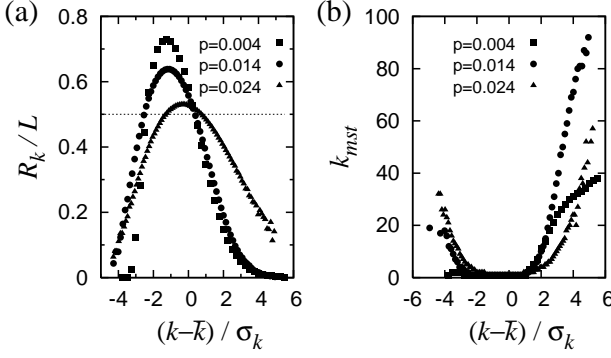 (a)
0.8
0.6
0.4
0.2
0
R_k / L
p=0.004
p=0.014
p=0.024
-4 -2 0 2 4 6
(k–k̄) / σ_k
(b)
100
80
60
40
20
0
k_mst
p=0.004
p=0.014
p=0.024
-6 -4 -2 0 2 4 6
(k–k̄) / σ_k